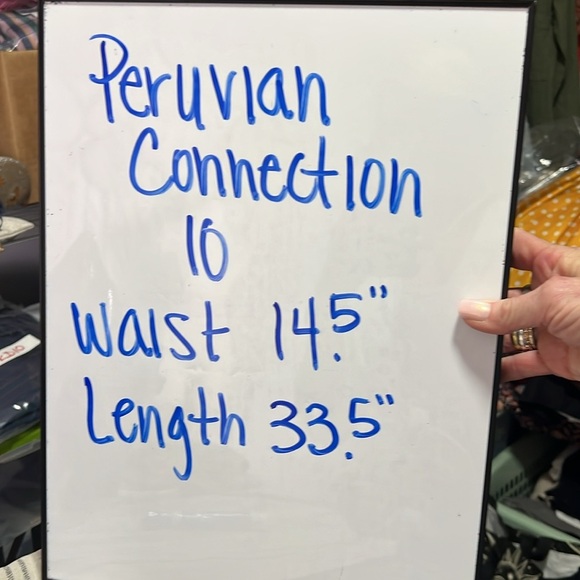 Peruvian
Connection
10
Waist 14.5"
Length 33.5"